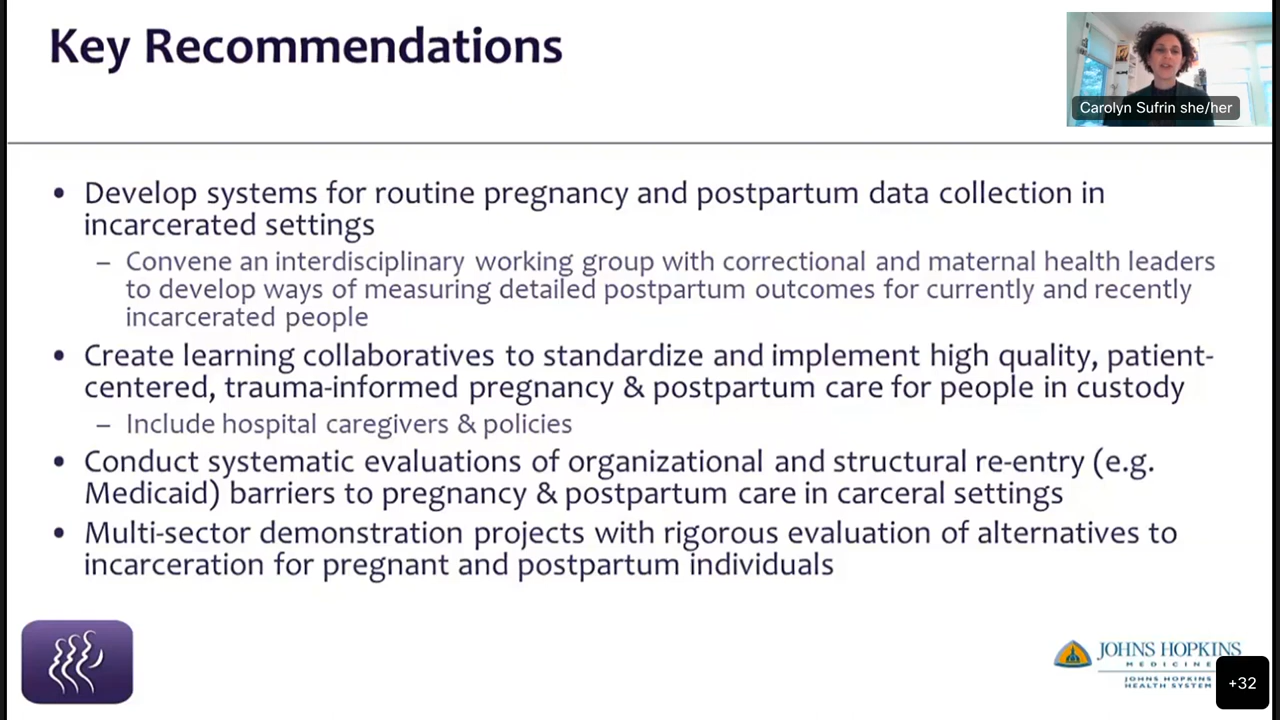 Key Recommendations
Carolyn Sufrin she/her
• Develop systems for routine pregnancy and postpartum data collection in
incarcerated settings
– Convene an interdisciplinary working group with correctional and maternal health leaders
to develop ways of measuring detailed postpartum outcomes for currently and recently
incarcerated people
• Create learning collaboratives to standardize and implement high quality, patient-
centered, trauma-informed pregnancy & postpartum care for people in custody
– Include hospital caregivers & policies
• Conduct systematic evaluations of organizational and structural re-entry (e.g.
Medicaid) barriers to pregnancy & postpartum care in carceral settings
• Multi-sector demonstration projects with rigorous evaluation of alternatives to
incarceration for pregnant and postpartum individuals
JOHNS HOPKINS
MEDICINE
JOHNS HOPKINS
HEALTH SYSTEM
+32